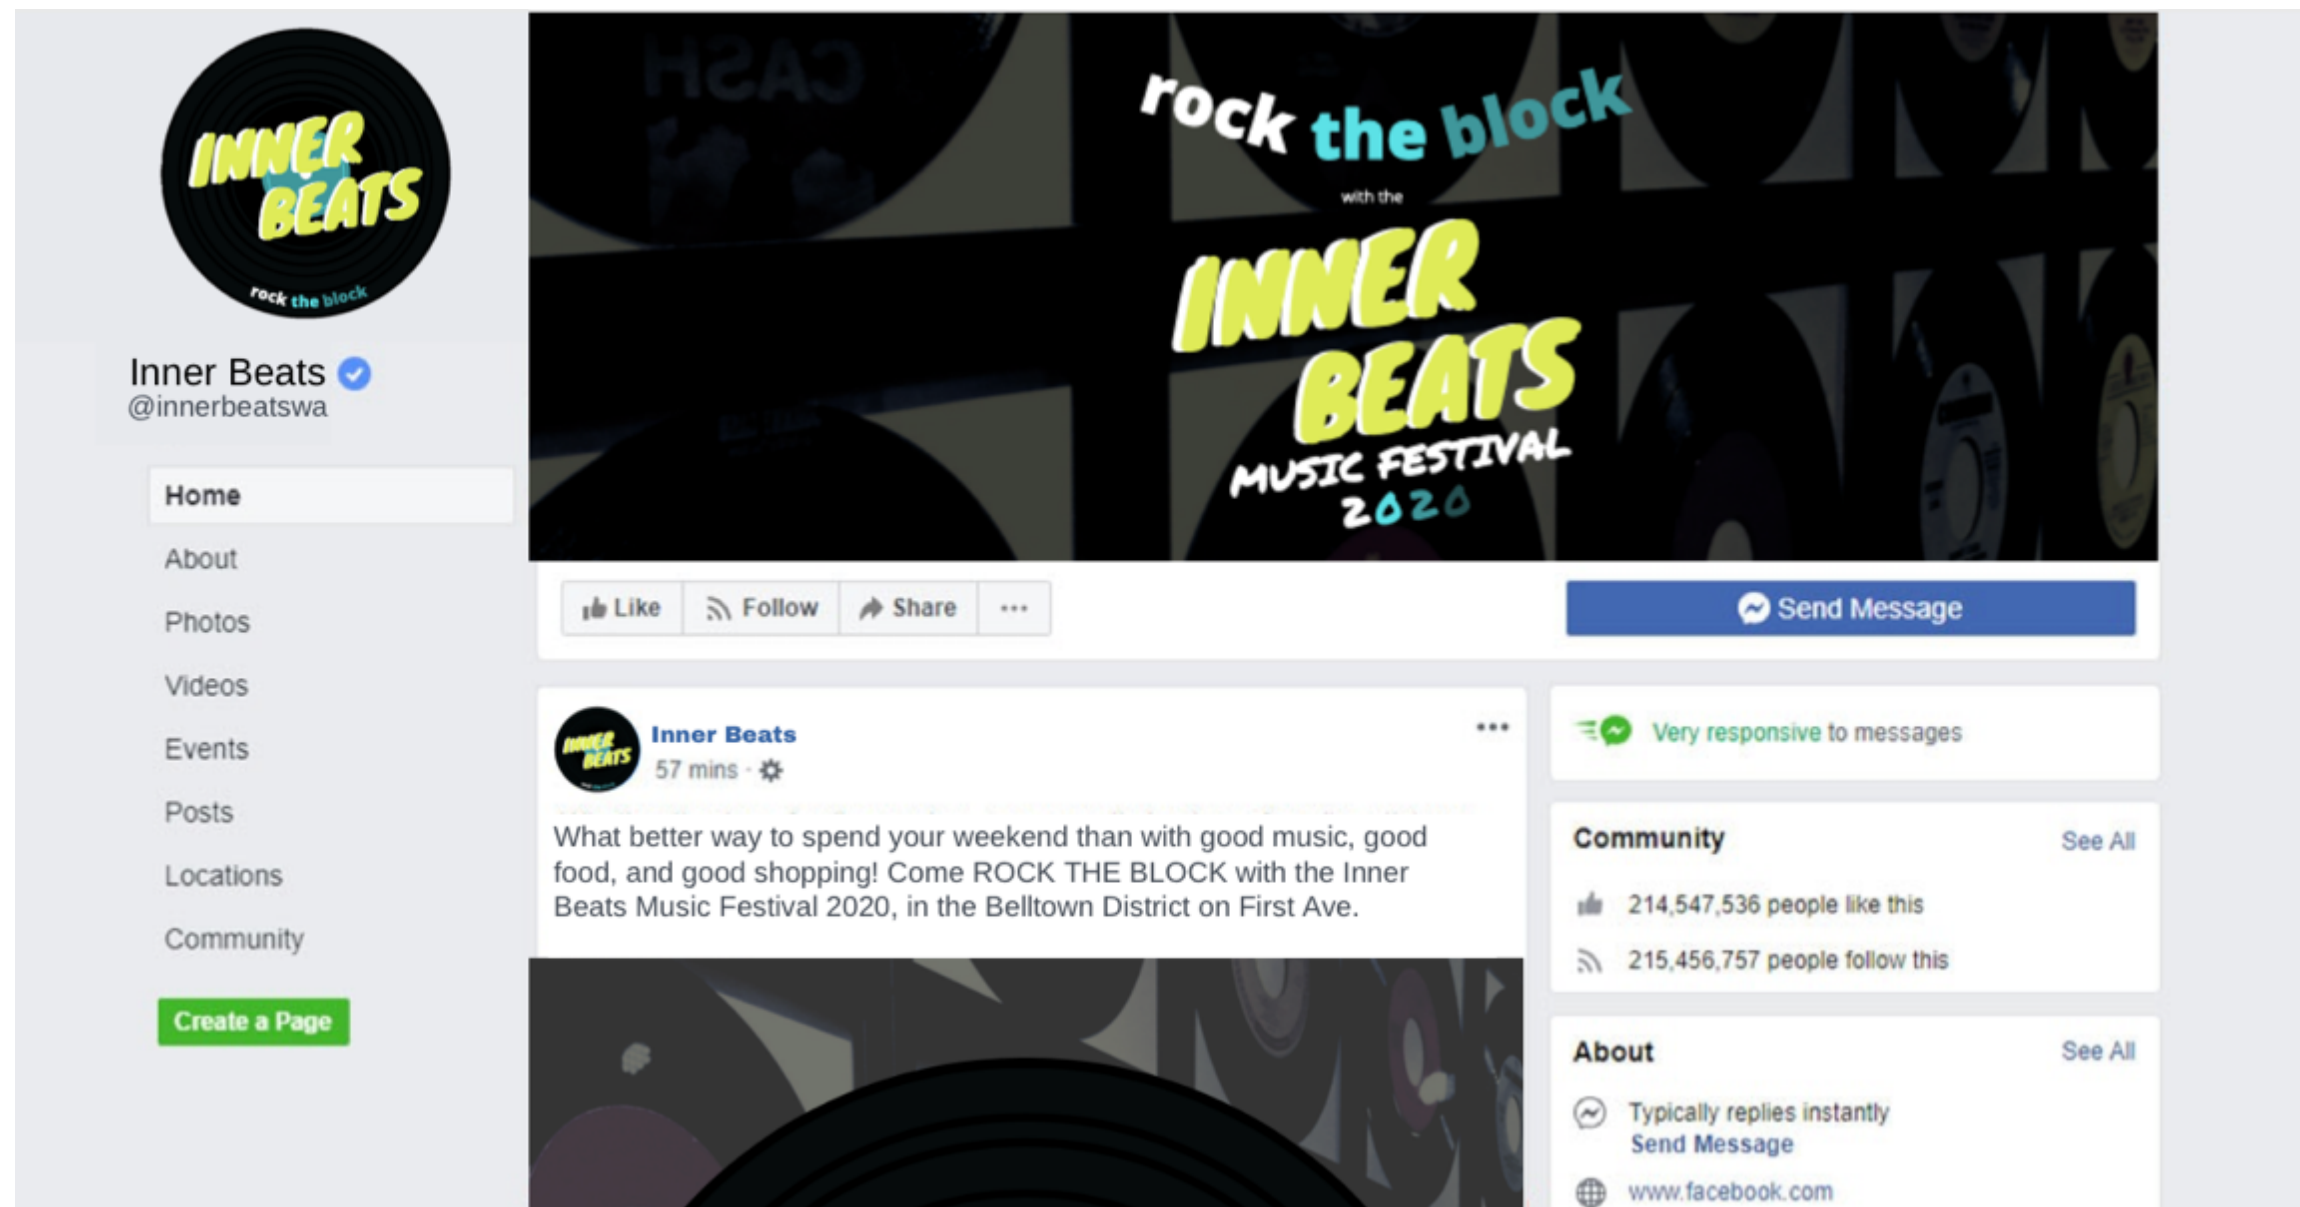 INNER
BEATS
rock the block
Inner Beats
@innerbeatswa
Home
About
Photos
Videos
Events
Posts
Locations
Community
Create a Page
CASH
rock the block
with the
INNER
BEATS
MUSIC FESTIVAL
2020
Like
Follow
Share
Send Message
INNER
BEATS
Inner Beats
57 mins ·
What better way to spend your weekend than with good music, good
food, and good shopping! Come ROCK THE BLOCK with the Inner
Beats Music Festival 2020, in the Belltown District on First Ave.
Very responsive to messages
Community
See All
214,547,536 people like this
215,456,757 people follow this
About
See All
Typically replies instantly
Send Message
www.facebook.com